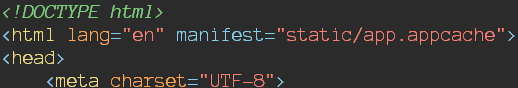 <!DOCTYPE html>
<html lang="en" manifest="static/app.appcache">
<head>
    <meta charset="UTF-8">